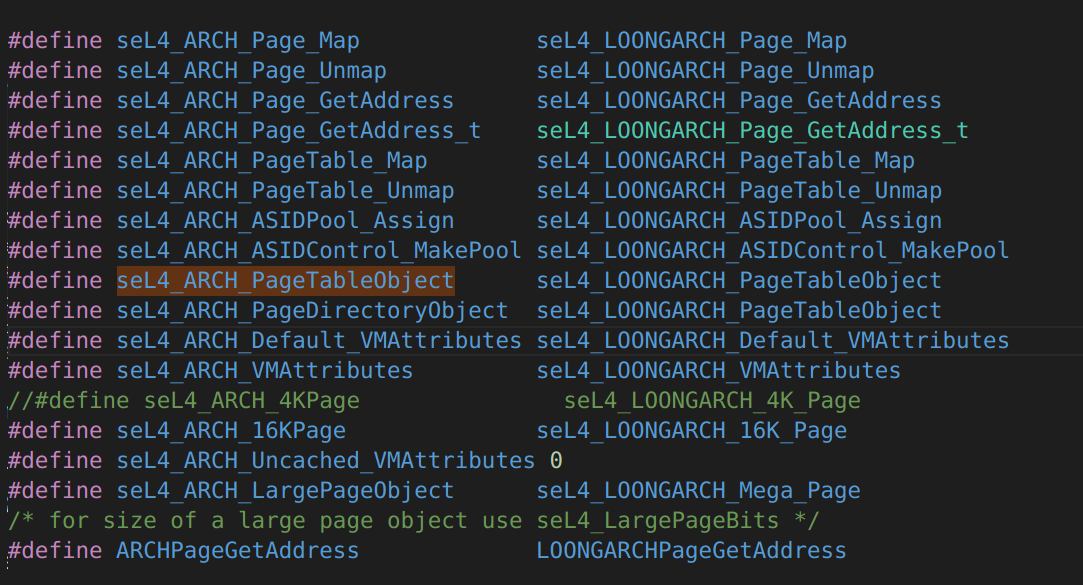 #define seL4_ARCH_Page_Map             seL4_LOONGARCH_Page_Map
#define seL4_ARCH_Page_Unmap           seL4_LOONGARCH_Page_Unmap
#define seL4_ARCH_Page_GetAddress      seL4_LOONGARCH_Page_GetAddress
#define seL4_ARCH_Page_GetAddress_t    seL4_LOONGARCH_Page_GetAddress_t
#define seL4_ARCH_PageTable_Map        seL4_LOONGARCH_PageTable_Map
#define seL4_ARCH_PageTable_Unmap      seL4_LOONGARCH_PageTable_Unmap
#define seL4_ARCH_ASIDPool_Assign      seL4_LOONGARCH_ASIDPool_Assign
#define seL4_ARCH_ASIDControl_MakePool seL4_LOONGARCH_ASIDControl_MakePool
#define seL4_ARCH_PageTableObject      seL4_LOONGARCH_PageTableObject
#define seL4_ARCH_PageDirectoryObject  seL4_LOONGARCH_PageTableObject
#define seL4_ARCH_Default_VMAttributes seL4_LOONGARCH_Default_VMAttributes
#define seL4_ARCH_VMAttributes         seL4_LOONGARCH_VMAttributes
//#define seL4_ARCH_4KPage               seL4_LOONGARCH_4K_Page
#define seL4_ARCH_16KPage              seL4_LOONGARCH_16K_Page
#define seL4_ARCH_Uncached_VMAttributes 0
#define seL4_ARCH_LargePageObject      seL4_LOONGARCH_Mega_Page
/* for size of a large page object use seL4_LargePageBits */
#define ARCHPageGetAddress             LOONGARCHPageGetAddress